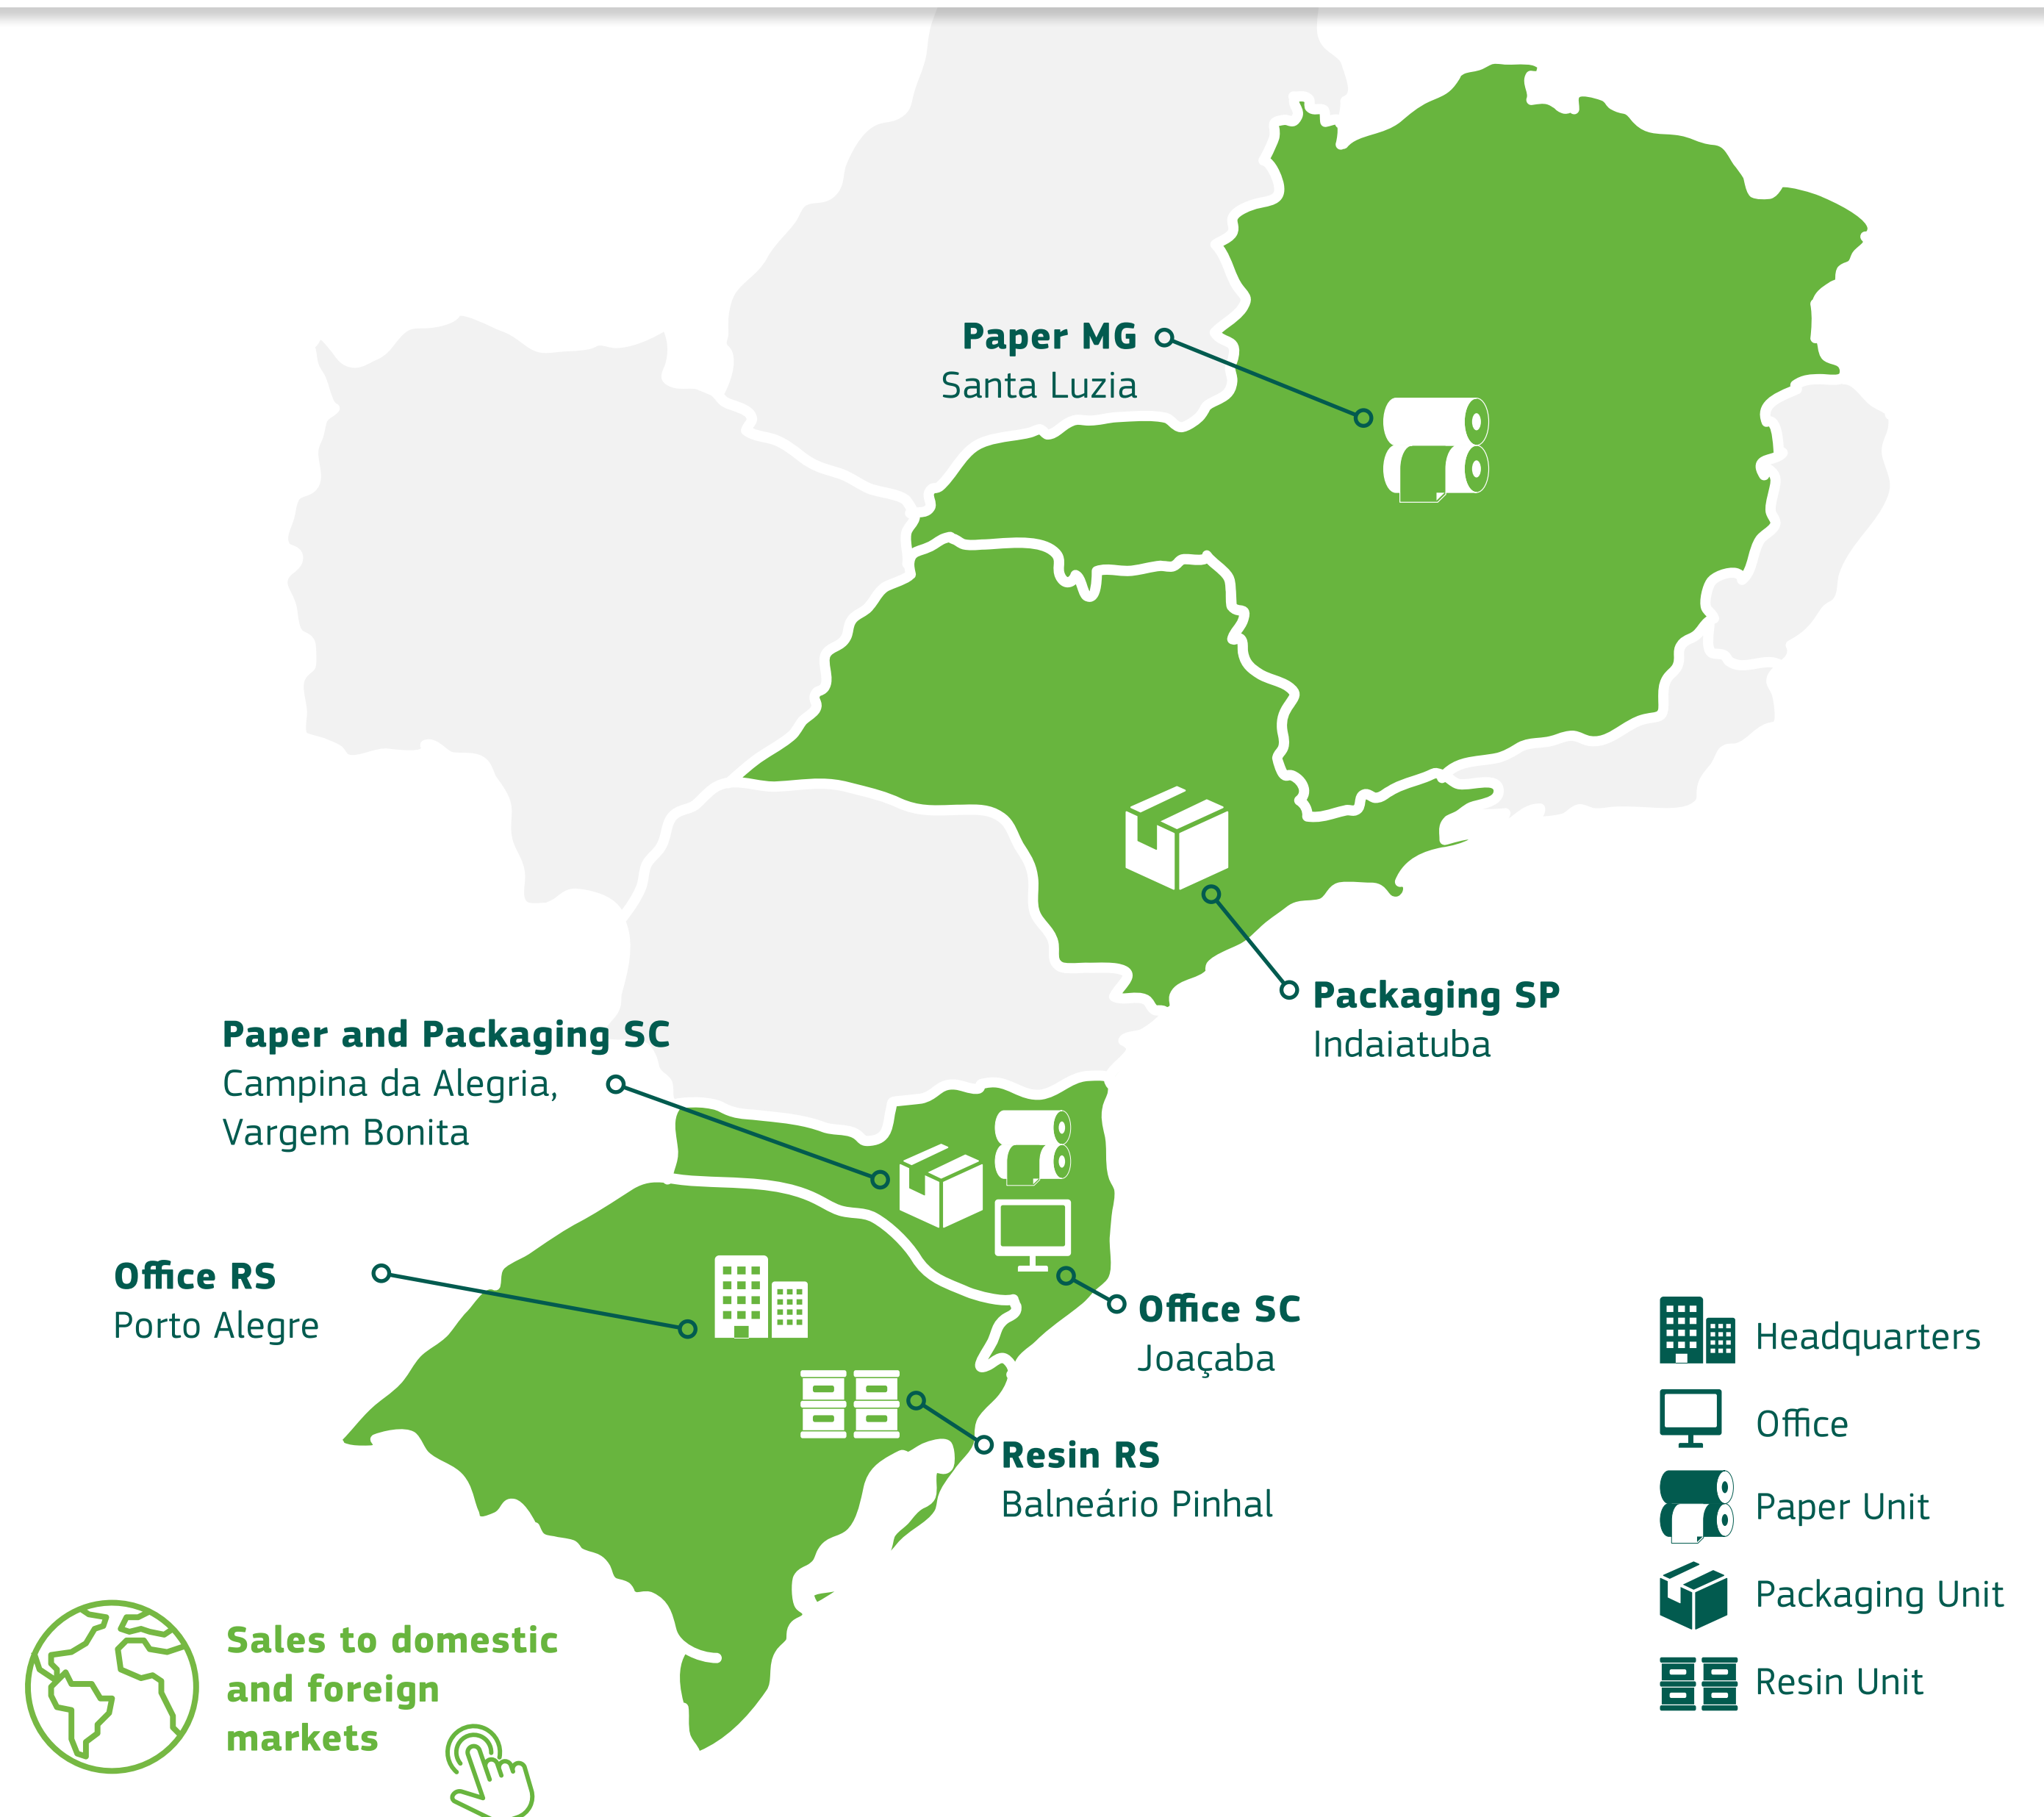 Paper MG
Santa Luzia
Packaging SP
Indaiatuba
Paper and Packaging SC
Campina da Alegria,
Vargem Bonita
Office RS
Porto Alegre
Office SC
Joaçaba
Resin RS
Balneário Pinhal
Headquarters
Office
Paper Unit
Packaging Unit
Resin Unit
Sales to domestic
and foreign
markets